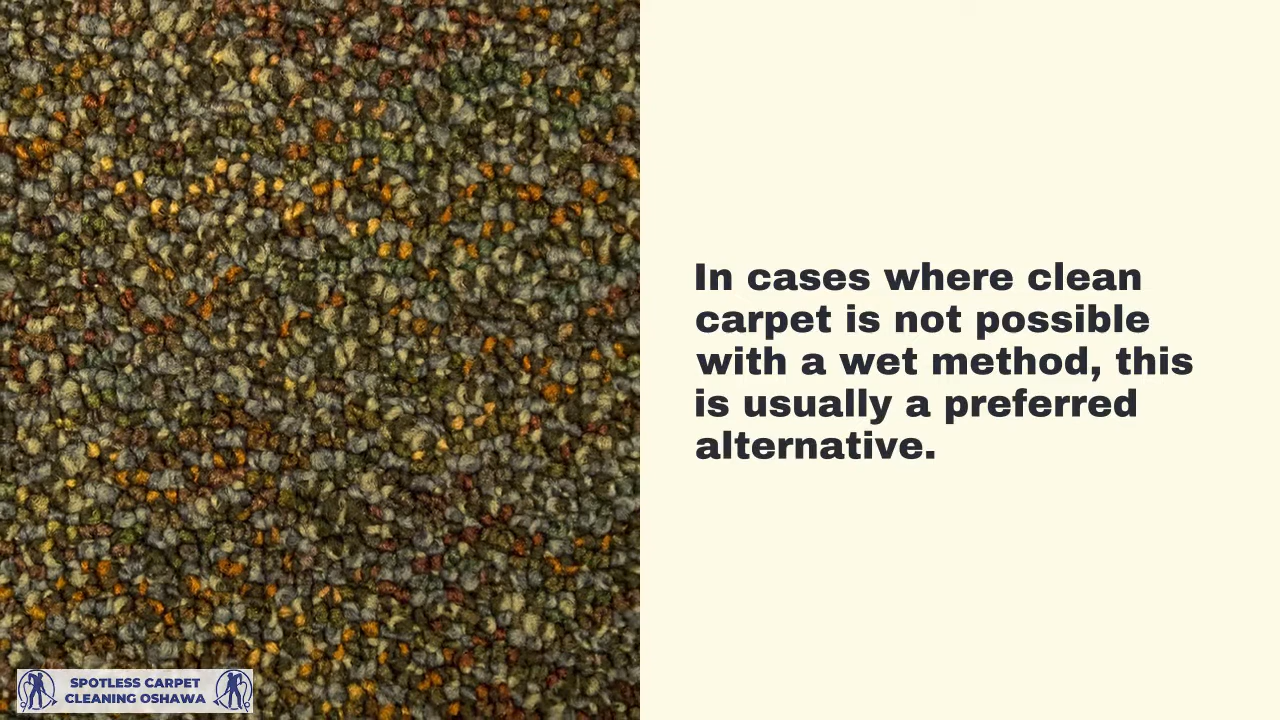 In cases where clean
carpet is not possible
with a wet method, this
is usually a preferred
alternative.
SPOTLESS CARPET
CLEANING OSHAWA